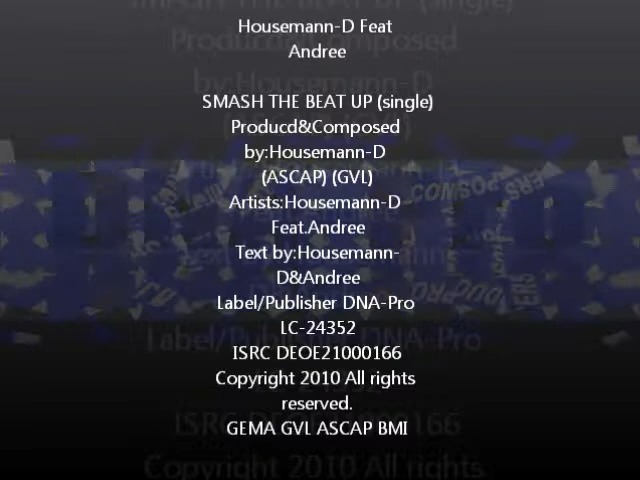 Housemann-D Feat
Andree
SMASH THE BEAT UP (single)
Producd&Composed
by:Housemann-D
(ASCAP) (GVL)
Artists:Housemann-D
Feat.Andree
Text by:Housemann-
D&Andree
Label/Publisher DNA-Pro
LC-24352
ISRC DEOE21000166
Copyright 2010 All rights
reserved.
GEMA GVL ASCAP BMI